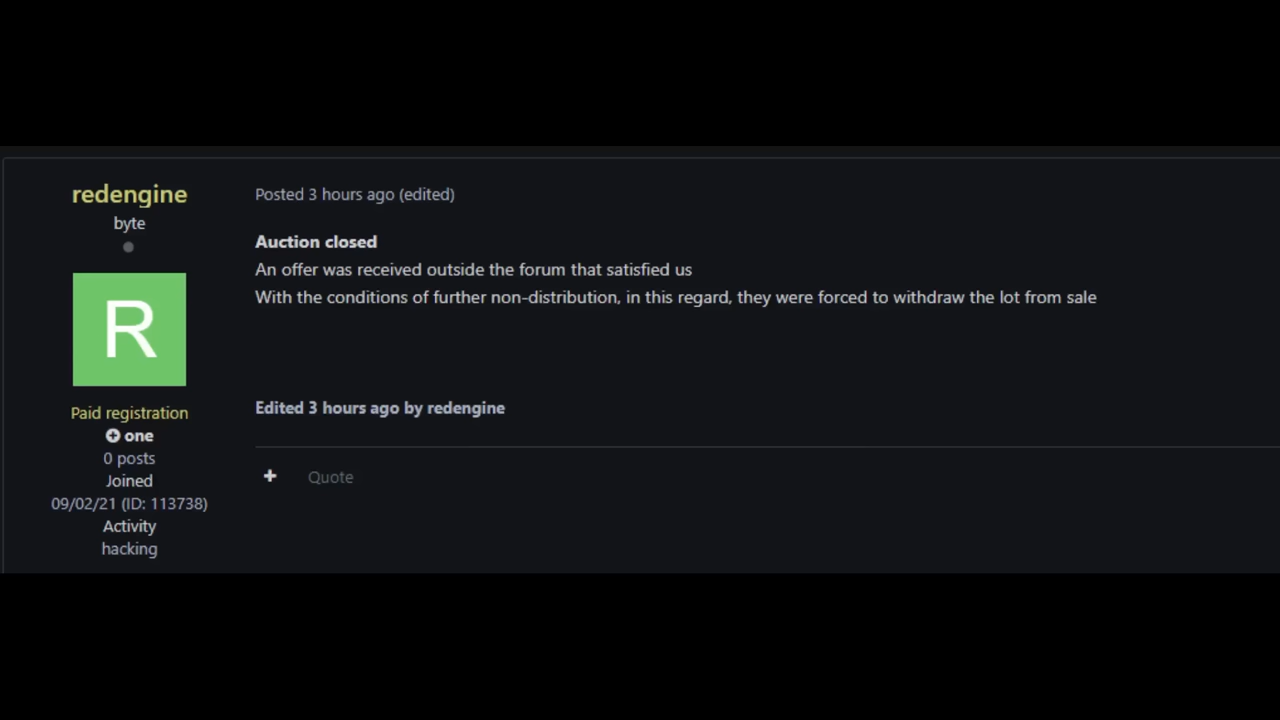 redengine
byte
R
Paid registration
one
0 posts
Joined
09/02/21 (ID: 113738)
Activity
hacking
Posted 3 hours ago (edited)
Auction closed
An offer was received outside the forum that satisfied us
With the conditions of further non-distribution, in this regard, they were forced to withdraw the lot from sale
Edited 3 hours ago by redengine
+ Quote